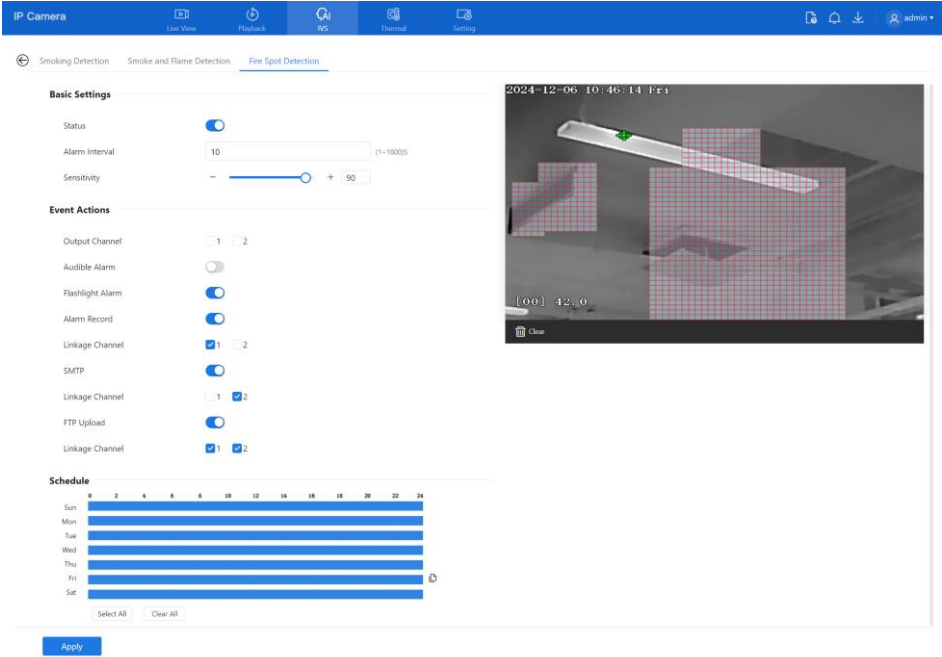 IP Camera
Live View
Playback
IVS
Thermal
Setting
admin
Smoking Detection Smoke and Flame Detection Fire Spot Detection
Basic Settings
Status
Alarm Interval 10 (1~1800)S
Sensitivity − + 90
Event Actions
Output Channel 1 2
Audible Alarm
Flashlight Alarm
Alarm Record
Linkage Channel 1 2
SMTP
Linkage Channel 1 2
FTP Upload
Linkage Channel 1 2
Schedule
0 2 4 6 8 10 12 14 16 18 20 22 24
Sun
Mon
Tue
Wed
Thu
Fri
Sat
Select All Clear All
Apply
2024-12-06 10:46:14 Fri
[00] 42.0
Clear